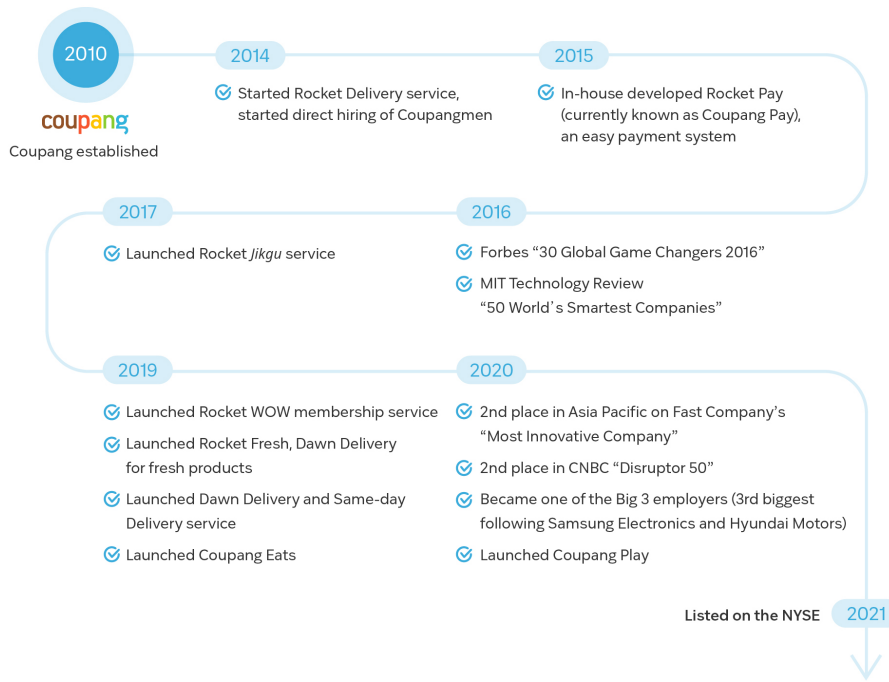 2010
coupang
Coupang established
2014
Started Rocket Delivery service,
started direct hiring of Coupangmen
2015
In-house developed Rocket Pay
(currently known as Coupang Pay),
an easy payment system
2016
Forbes “30 Global Game Changers 2016”
MIT Technology Review
“50 World’s Smartest Companies”
2017
Launched Rocket Jikgu service
2019
Launched Rocket WOW membership service
Launched Rocket Fresh, Dawn Delivery
for fresh products
Launched Dawn Delivery and Same-day
Delivery service
Launched Coupang Eats
2020
2nd place in Asia Pacific on Fast Company’s
“Most Innovative Company”
2nd place in CNBC “Disruptor 50”
Became one of the Big 3 employers (3rd biggest
following Samsung Electronics and Hyundai Motors)
Launched Coupang Play
Listed on the NYSE
2021